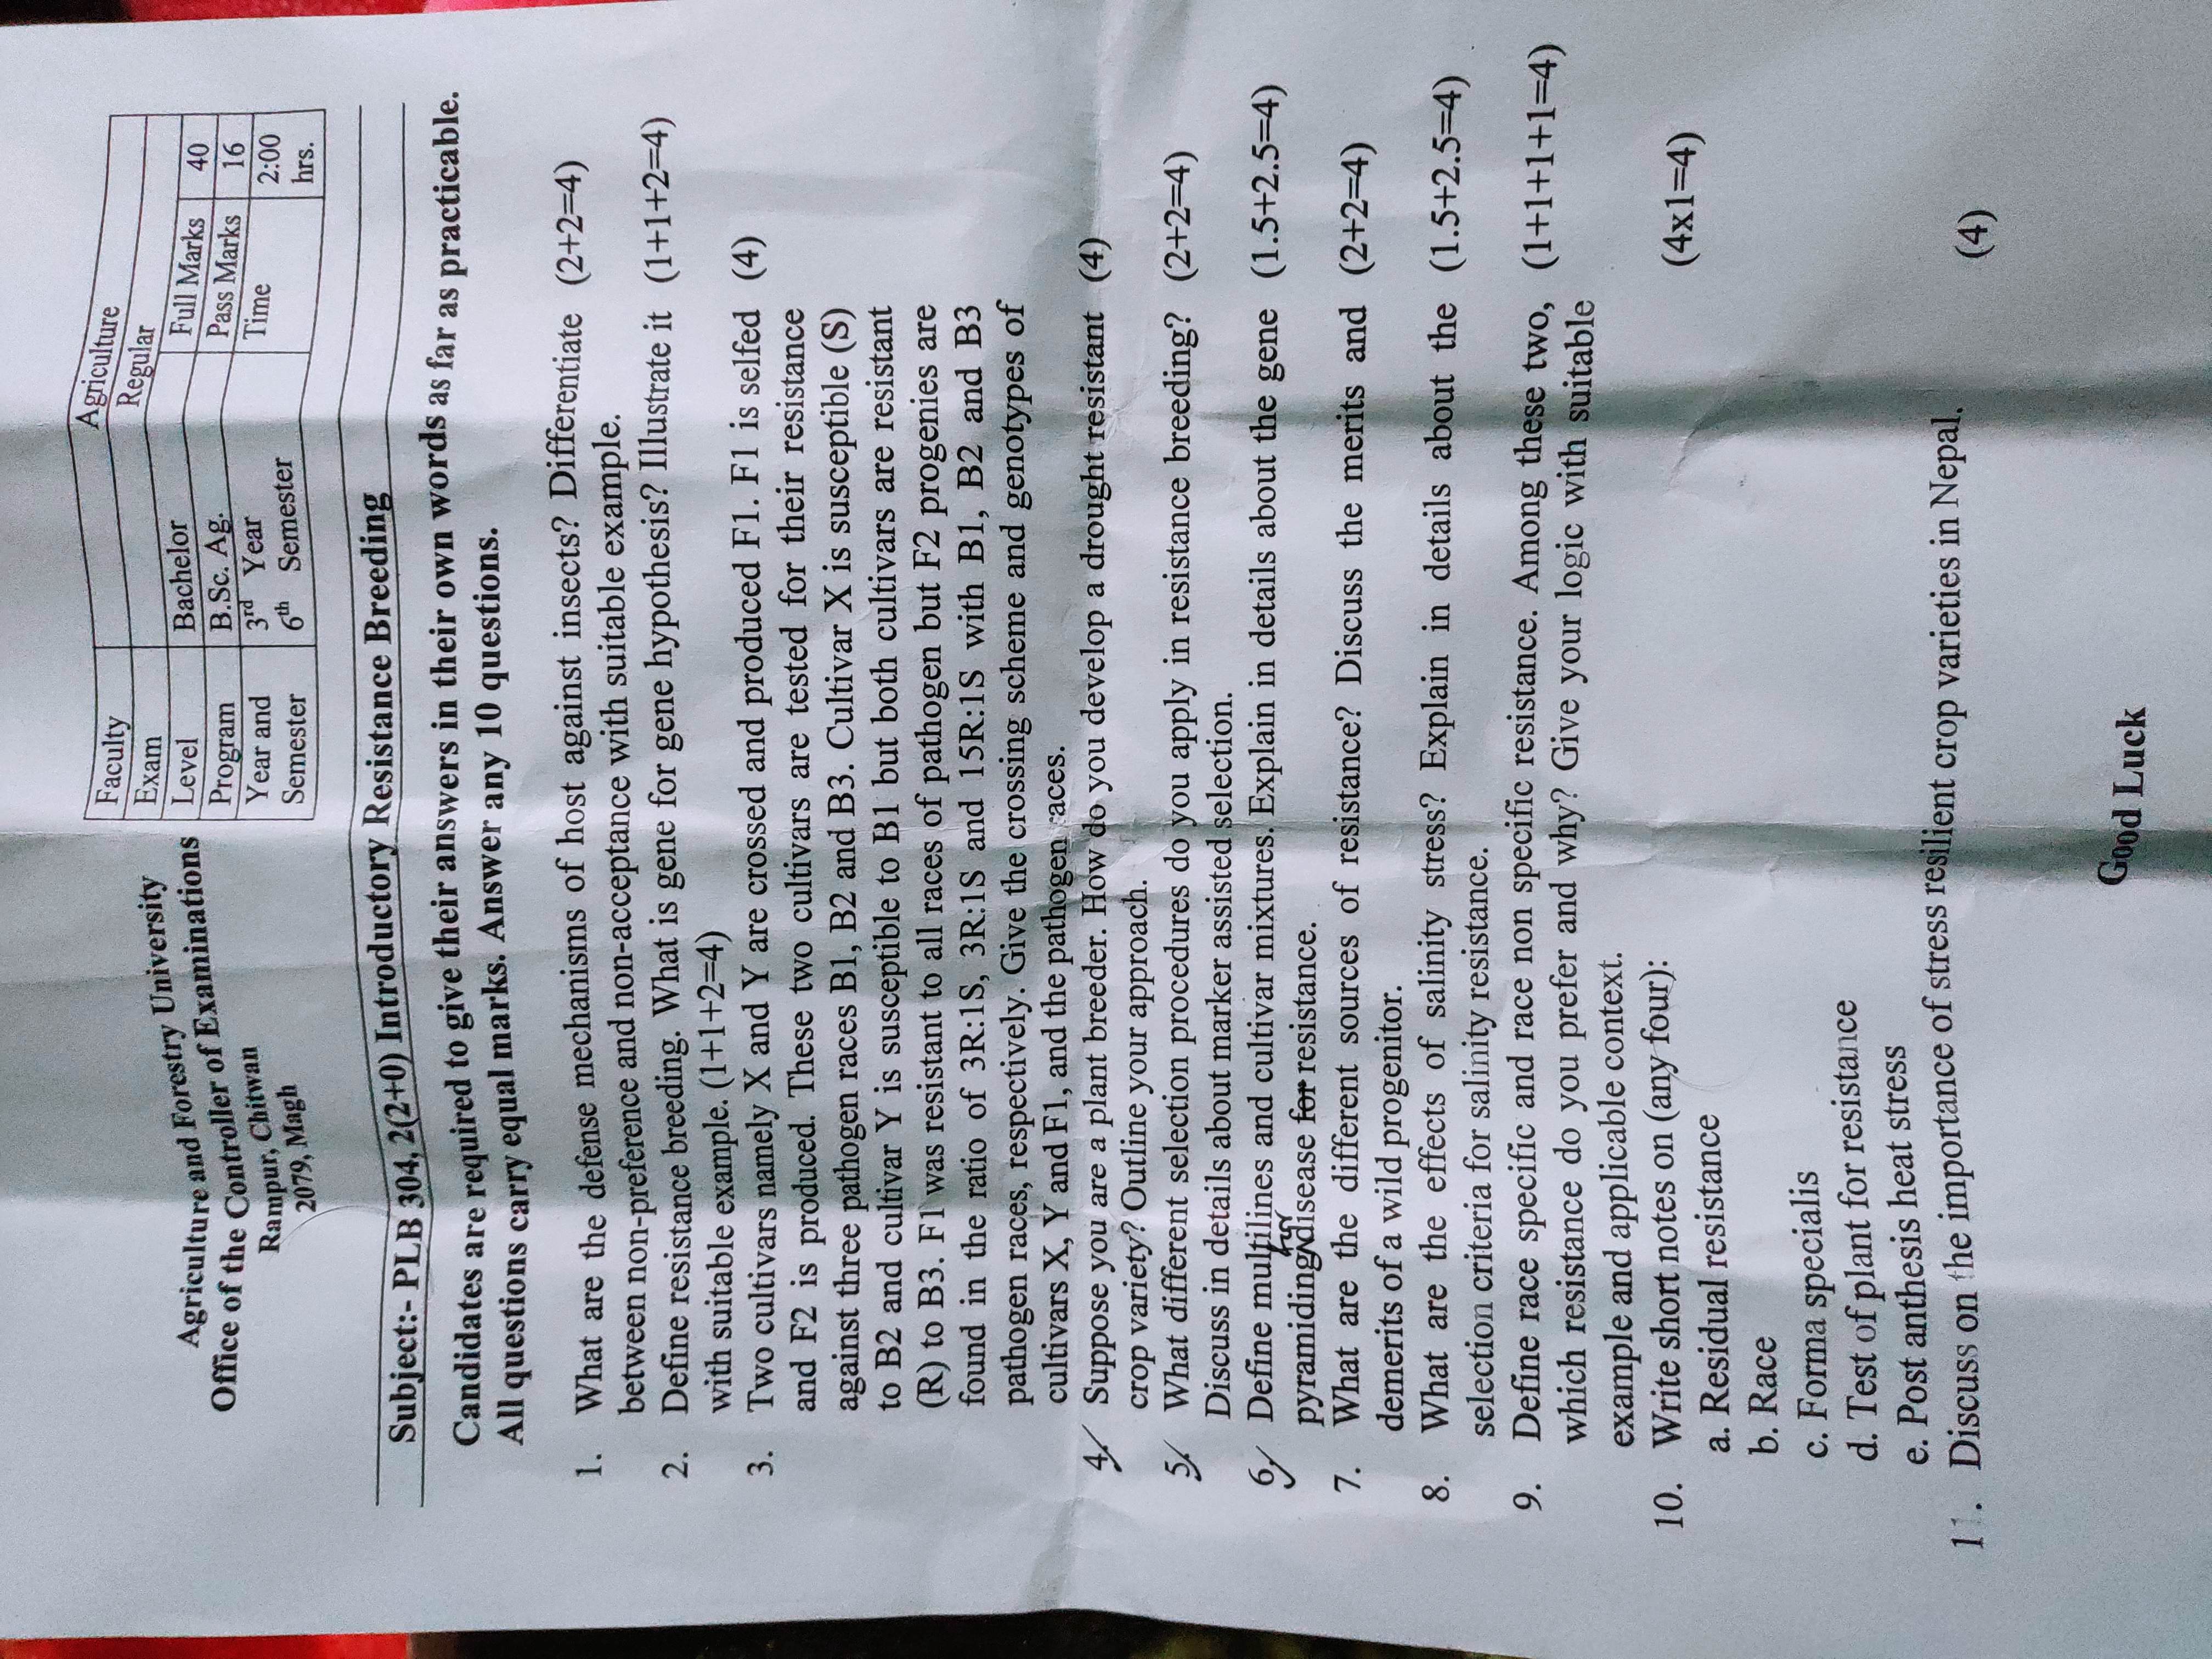 Agriculture and Forestry University
Office of the Controller of Examinations
Rampur, Chitwan
2079, Magh
Faculty Agriculture
Exam Regular
Level Bachelor Full Marks 40
Program B.Sc. Ag. Pass Marks 16
Year and 3rd Year Time 2:00
Semester 6th Semester hrs.
Subject:- PLB 304, 2(2+0) Introductory Resistance Breeding
Candidates are required to give their answers in their own words as far as practicable.
All questions carry equal marks. Answer any 10 questions.
1. What are the defense mechanisms of host against insects? Differentiate (2+2=4)
between non-preference and non-acceptance with suitable example.
2. Define resistance breeding. What is gene for gene hypothesis? Illustrate it (1+1+2=4)
with suitable example. (1+1+2=4)
3. Two cultivars namely X and Y are crossed and produced F1. F1 is selfed (4)
and F2 is produced. These two cultivars are tested for their resistance
against three pathogen races B1, B2 and B3. Cultivar X is susceptible (S)
to B2 and cultivar Y is susceptible to B1 but both cultivars are resistant
(R) to B3. F1 was resistant to all races of pathogen but F2 progenies are
found in the ratio of 3R:1S, 3R:1S and 15R:1S with B1, B2 and B3
pathogen races, respectively. Give the crossing scheme and genotypes of
cultivars X, Y and F1, and the pathogen races.
4. Suppose you are a plant breeder. How do you develop a drought resistant (4)
crop variety? Outline your approach.
5. What different selection procedures do you apply in resistance breeding? (2+2=4)
Discuss in details about marker assisted selection.
6. Define multilines and cultivar mixtures. Explain in details about the gene (1.5+2.5=4)
for
pyramiding disease for resistance.
7. What are the different sources of resistance? Discuss the merits and (2+2=4)
demerits of a wild progenitor.
8. What are the effects of salinity stress? Explain in details about the (1.5+2.5=4)
selection criteria for salinity resistance.
9. Define race specific and race non specific resistance. Among these two, (1+1+1+1=4)
which resistance do you prefer and why? Give your logic with suitable
example and applicable context.
10. Write short notes on (any four): (4x1=4)
a. Residual resistance
b. Race
c. Forma specialis
d. Test of plant for resistance
e. Post anthesis heat stress
11. Discuss on the importance of stress resilient crop varieties in Nepal. (4)
Good Luck